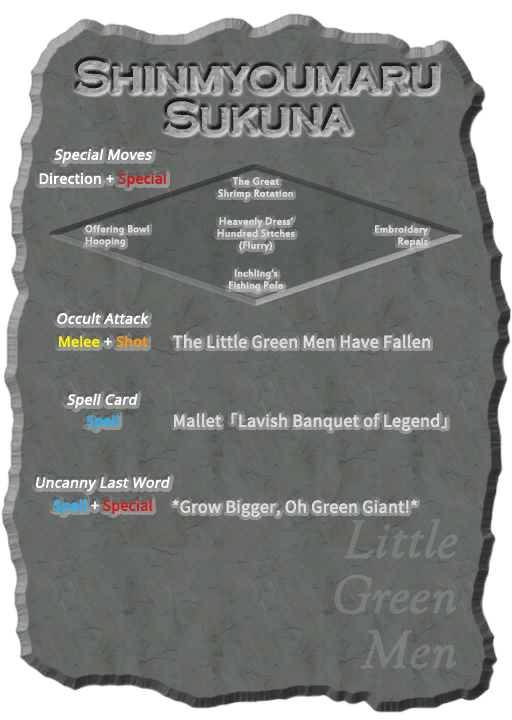 SHINMYOUMARU
SUKUNA
Special Moves
Direction + Special
The Great
Shrimp Rotation
Offering Bowl
Hooping
Heavenly Dress'
Hundred Stitches
(Flurry)
Embroidery
Repair
Inchling's
Fishing Pole
Occult Attack
Melee + Shot
The Little Green Men Have Fallen
Spell Card
Spell
Mallet「Lavish Banquet of Legend」
Uncanny Last Word
Spell + Special
*Grow Bigger, Oh Green Giant!*
Little
Green
Men